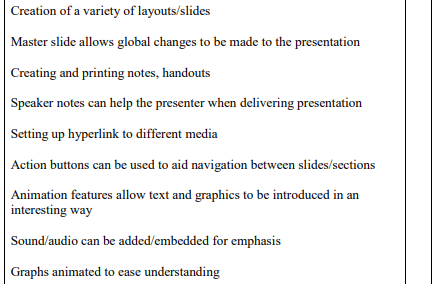 Creation of a variety of layouts/slides
Master slide allows global changes to be made to the presentation
Creating and printing notes, handouts
Speaker notes can help the presenter when delivering presentation
Setting up hyperlink to different media
Action buttons can be used to aid navigation between slides/sections
Animation features allow text and graphics to be introduced in an
interesting way
Sound/audio can be added/embedded for emphasis
Graphs animated to ease understanding